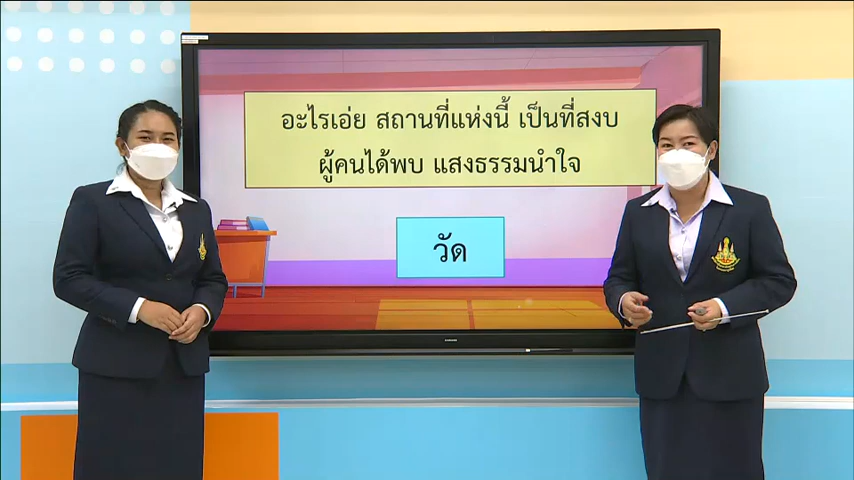 อะไรเอ่ย สถานที่แห่งนี้ เป็นที่สงบ
ผู้คนได้พบ แสงธรรมนำใจ
วัด